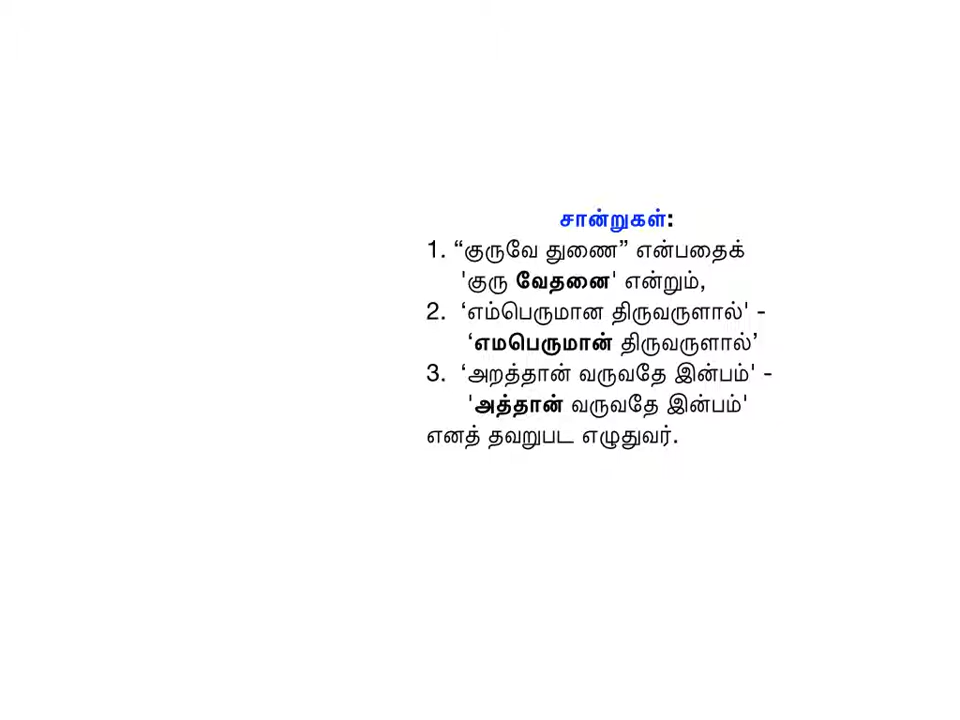 சான்றுகள்:
1. “குருவே துணை” என்பதைக்
'குரு வேதனை' என்றும்,
2. ‘எம்பெருமான திருவருளால்' -
‘எமபெருமான் திருவருளால்’
3. ‘அறத்தான் வருவதே இன்பம்' -
'அத்தான் வருவதே இன்பம்'
எனத் தவறுபட எழுதுவர்.